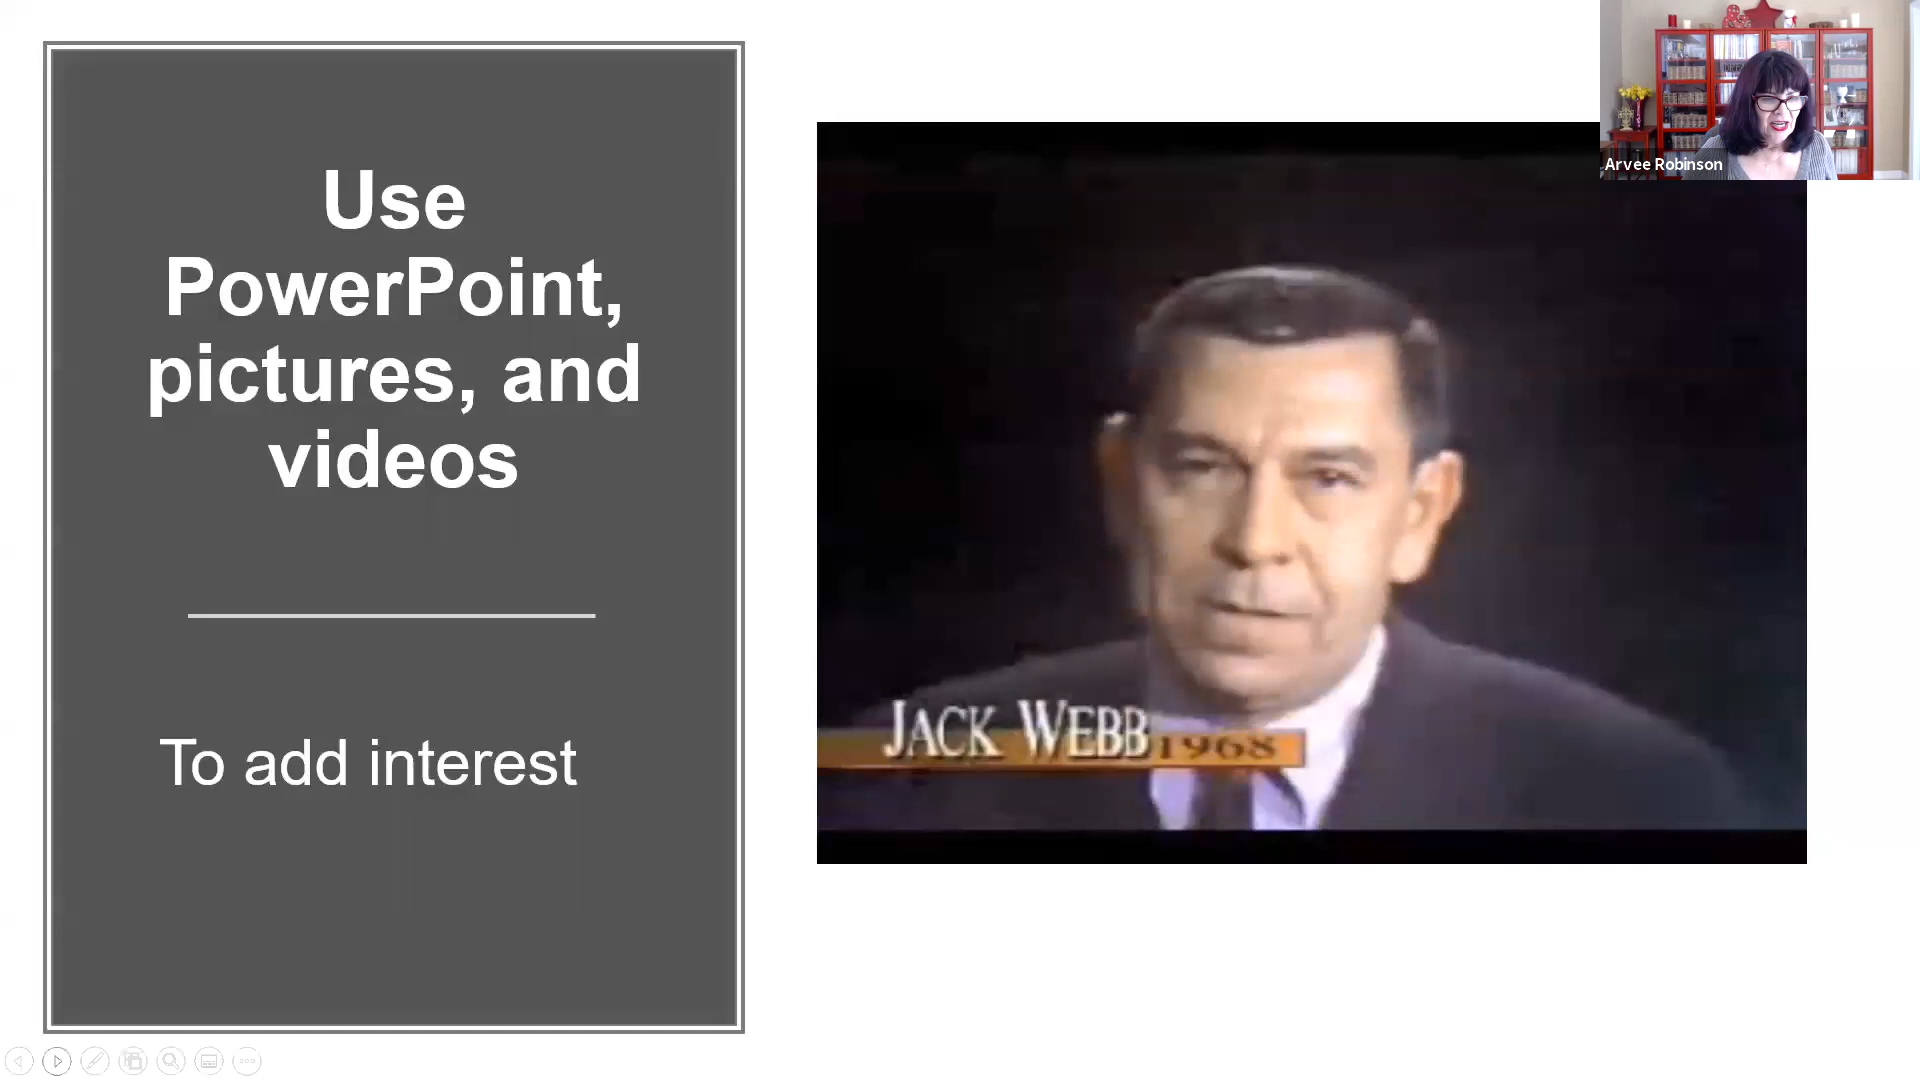 Use
PowerPoint,
pictures, and
videos
To add interest
JACK WEBB 1968
Arvee Robinson